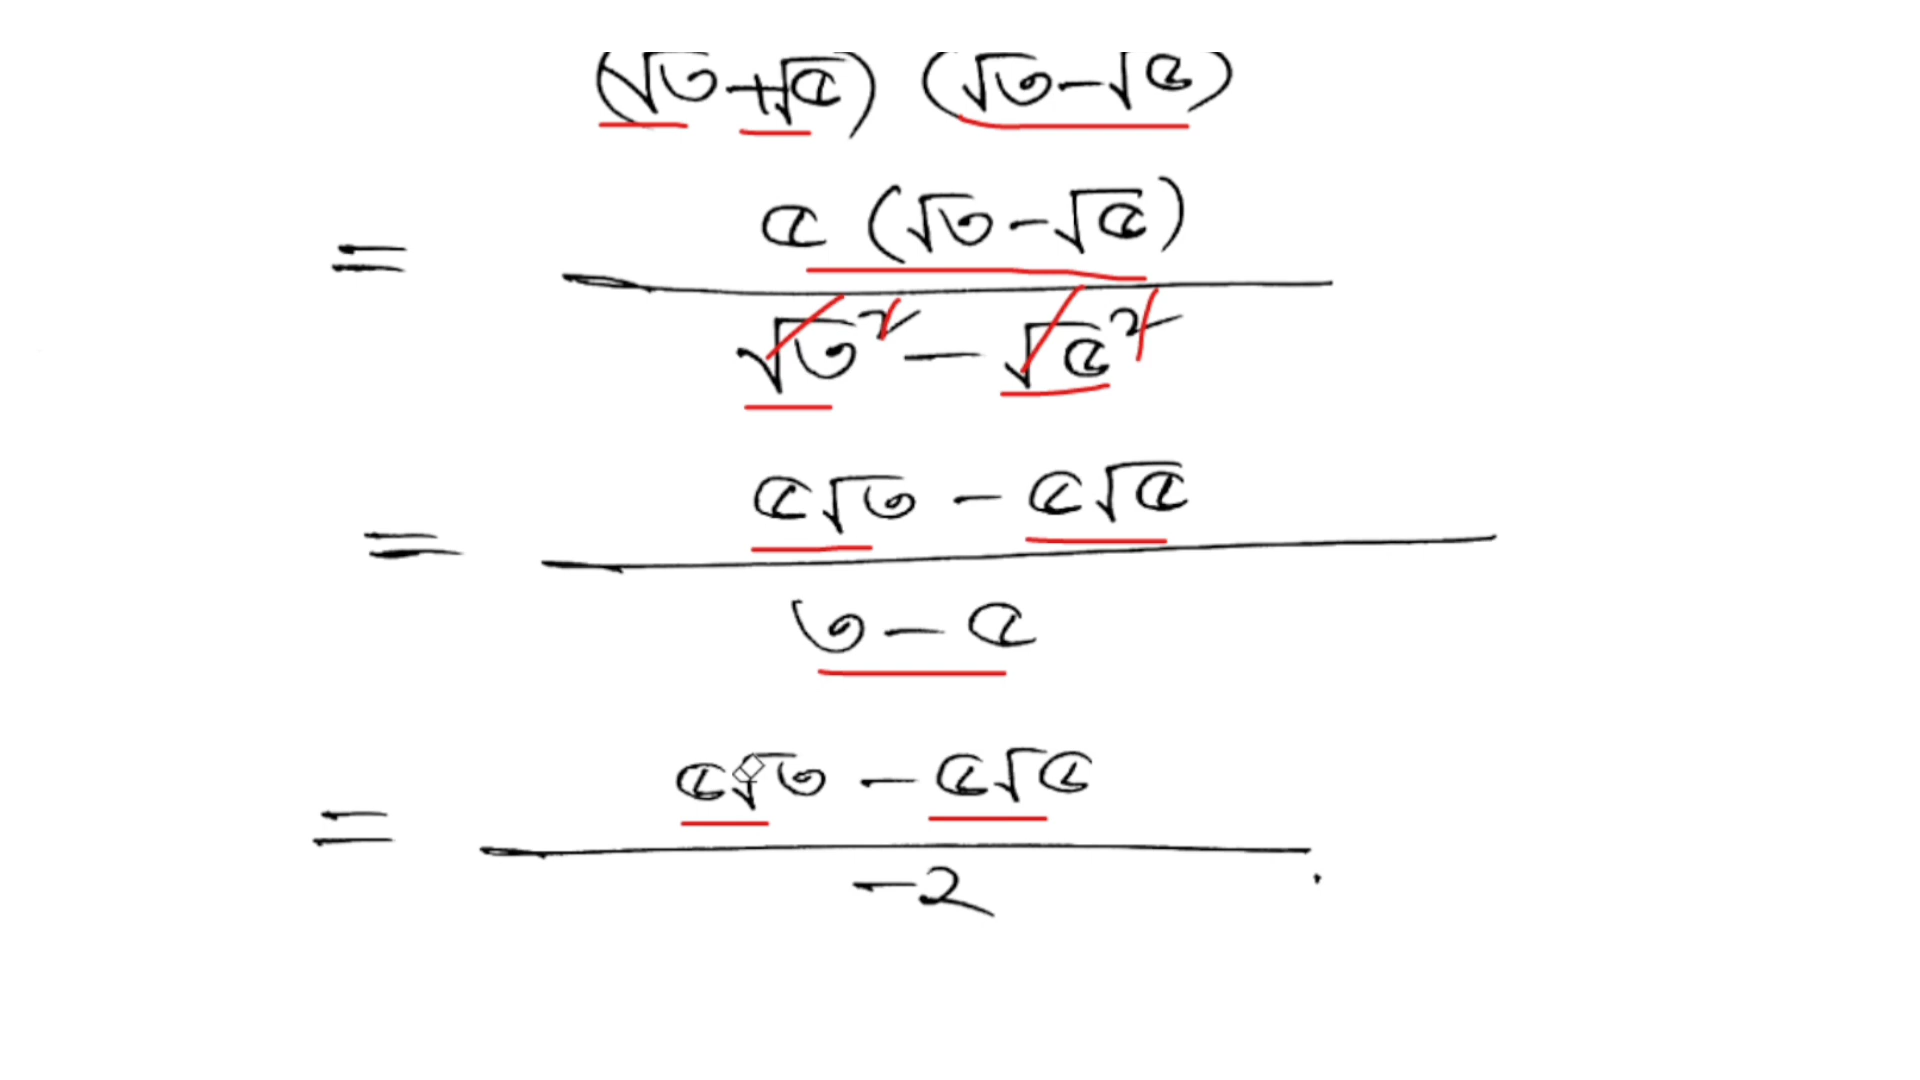 (√৩+√৫) (√৩-√৫)
৫ (√৩-√৫)
=
√৩² - √৫²
৫√৩ - ৫√৫
=
৩-৫
৫√৩ - ৫√৫
=
-২.